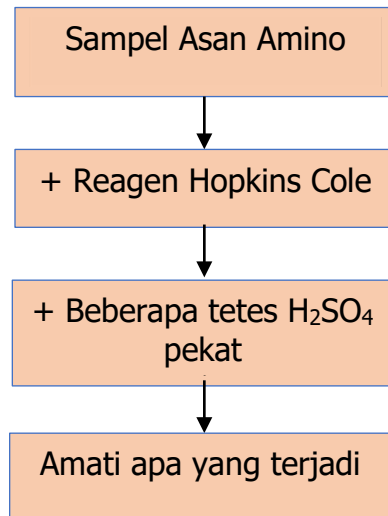 Sampel Asan Amino
+ Reagen Hopkins Cole
+ Beberapa tetes H₂SO₄
pekat
Amati apa yang terjadi